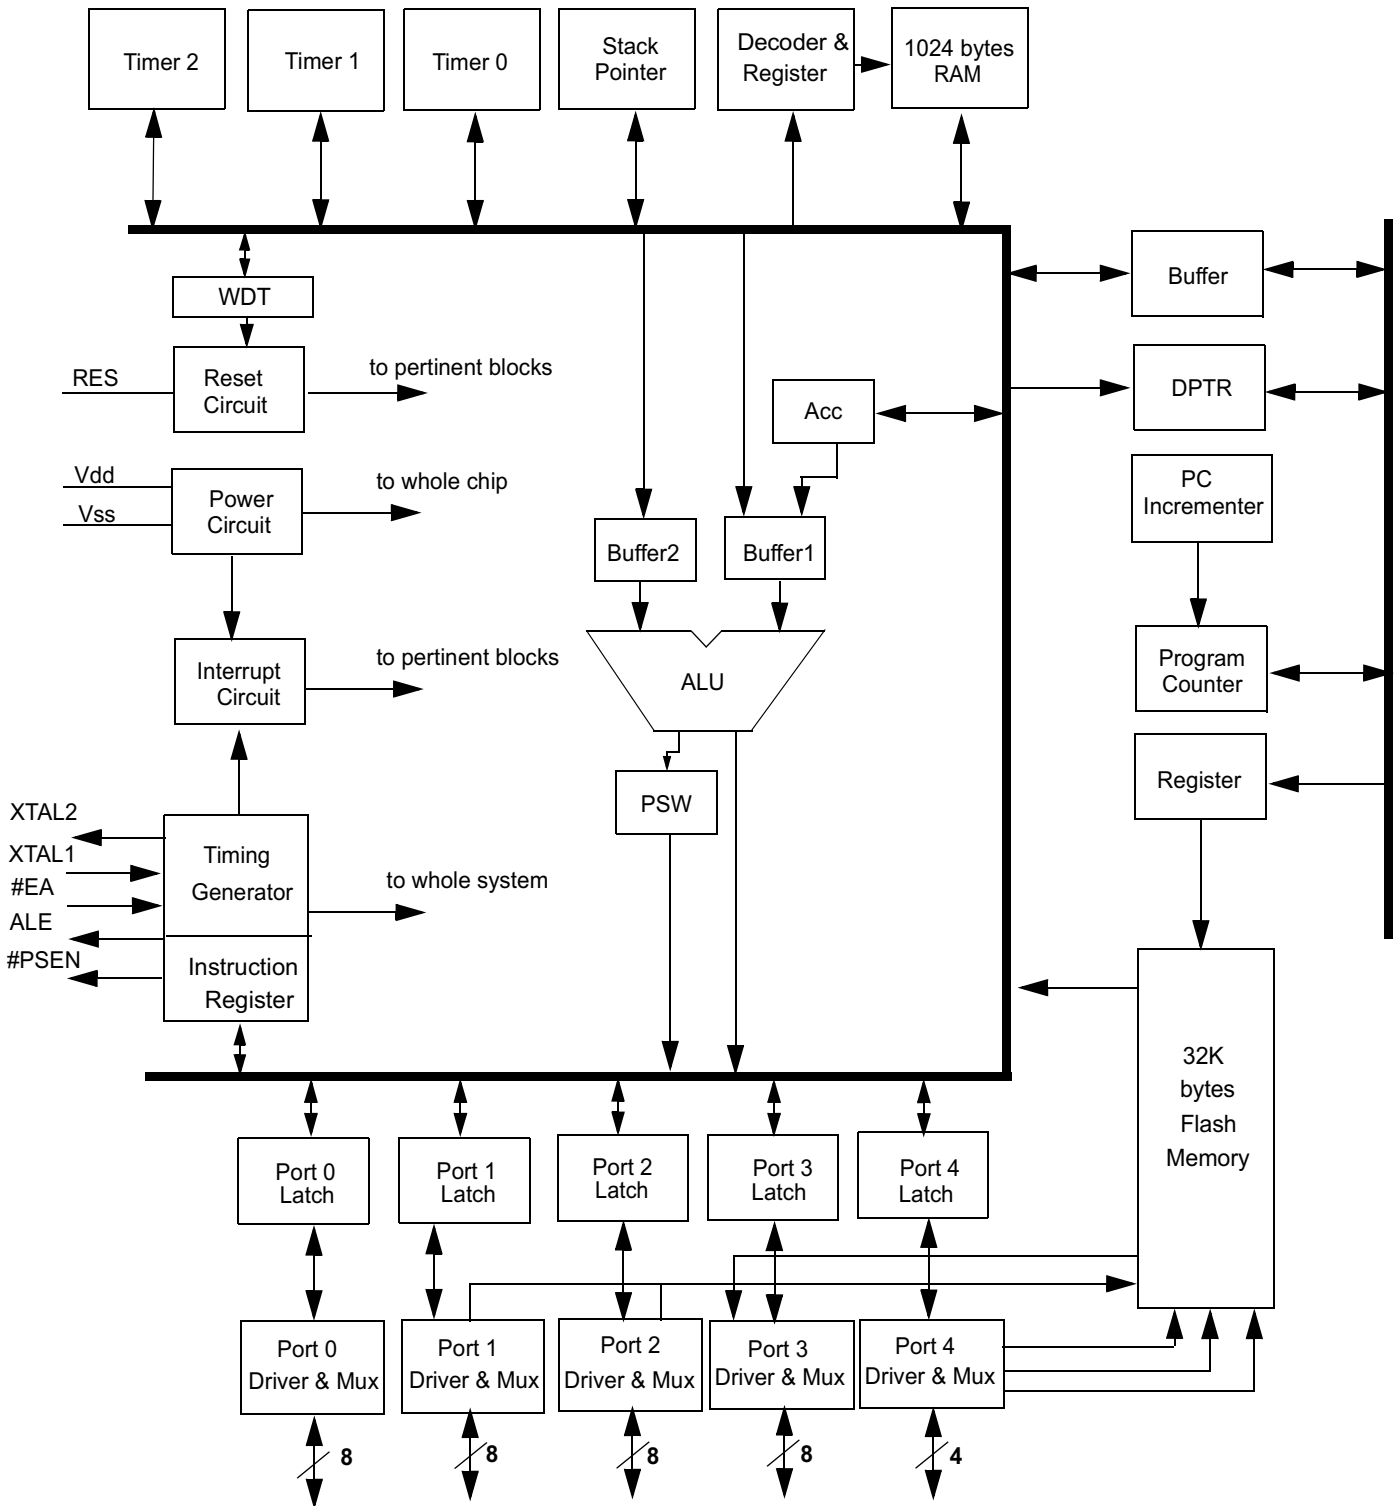 Timer 2
Timer 1
Timer 0
Stack
Pointer
Decoder &
Register
1024 bytes
RAM
WDT
Buffer
RES
Reset
Circuit
to pertinent blocks
Acc
DPTR
Vdd
Vss
Power
Circuit
to whole chip
PC
Incrementer
Buffer2
Buffer1
Interrupt
Circuit
to pertinent blocks
ALU
Program
Counter
PSW
Register
XTAL2
XTAL1
#EA
ALE
#PSEN
Timing
Generator
to whole system
Instruction
Register
32K
bytes
Flash
Memory
Port 0
Latch
Port 1
Latch
Port 2
Latch
Port 3
Latch
Port 4
Latch
Port 0
Driver & Mux
Port 1
Driver & Mux
Port 2
Driver & Mux
Port 3
Driver & Mux
Port 4
Driver & Mux
8
8
8
8
4